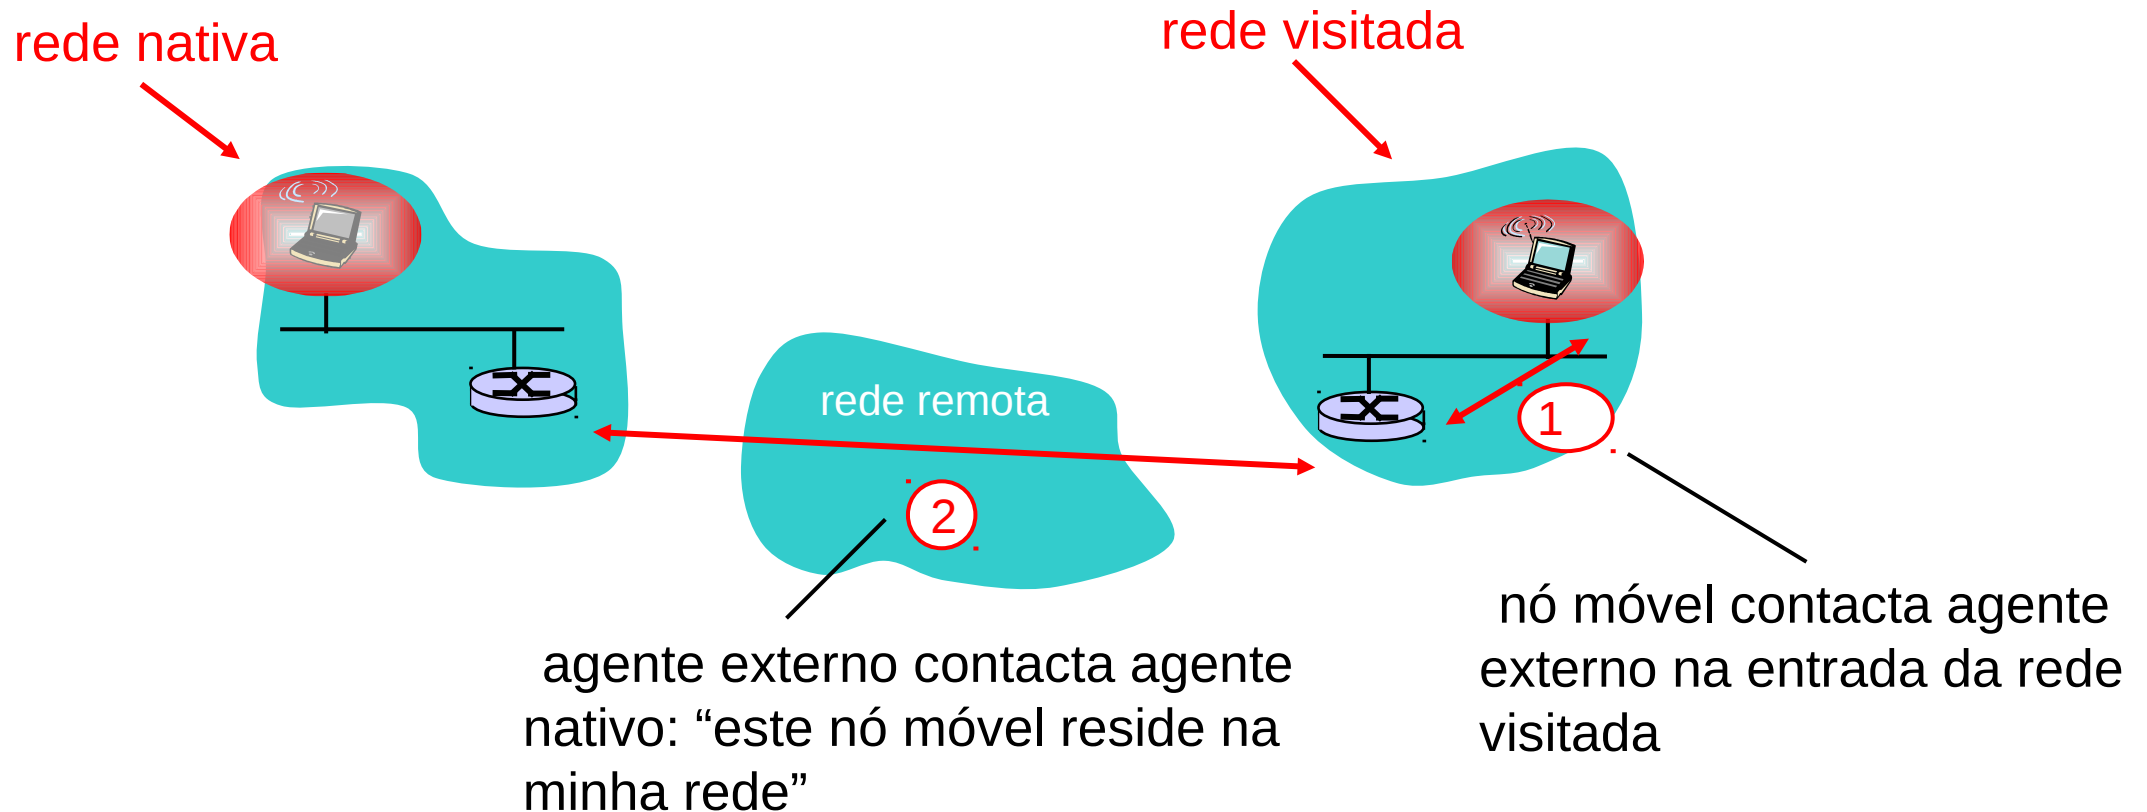 rede nativa
rede visitada
rede remota
1
2
nó móvel contacta agente
externo na entrada da rede
visitada
agente externo contacta agente
nativo: “este nó móvel reside na
minha rede”